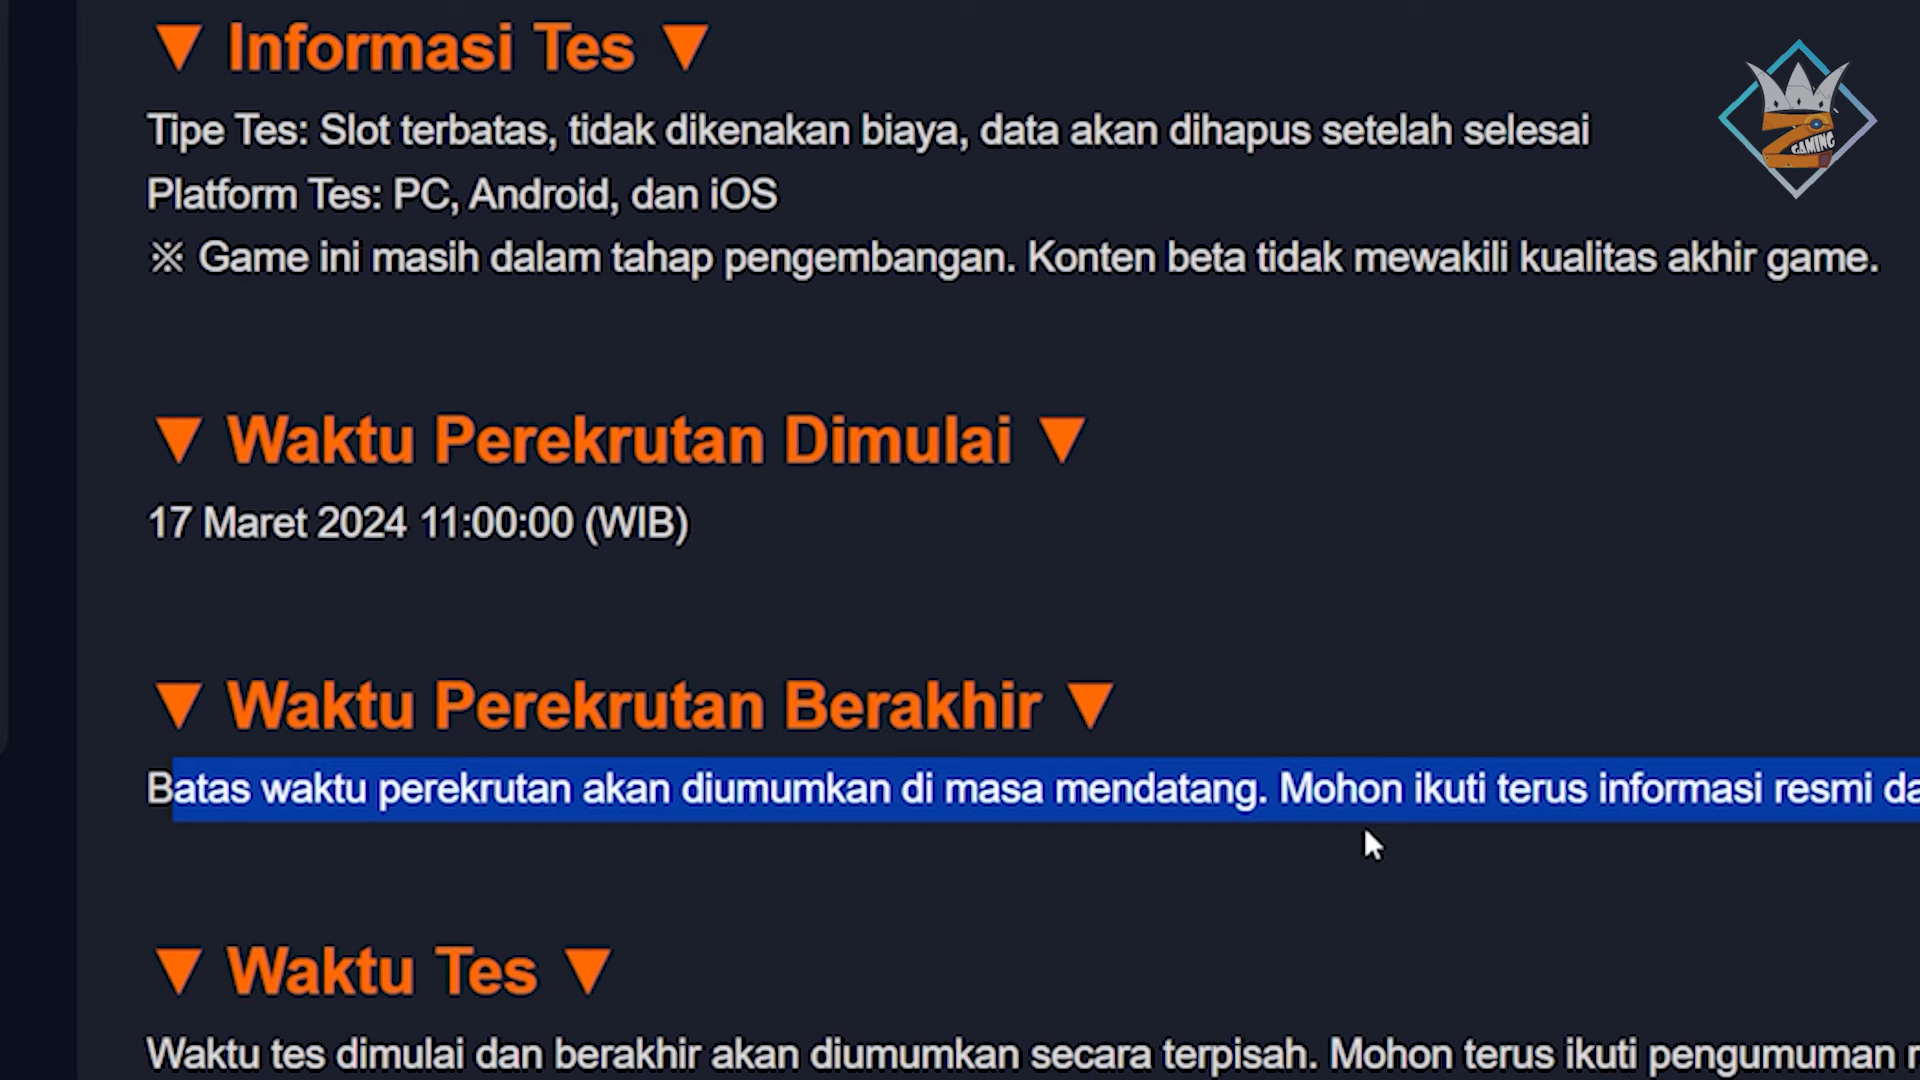 ▼ Informasi Tes ▼
GAMING
Tipe Tes: Slot terbatas, tidak dikenakan biaya, data akan dihapus setelah selesai
Platform Tes: PC, Android, dan iOS
※ Game ini masih dalam tahap pengembangan. Konten beta tidak mewakili kualitas akhir game.
▼ Waktu Perekrutan Dimulai ▼
17 Maret 2024 11:00:00 (WIB)
▼ Waktu Perekrutan Berakhir ▼
Batas waktu perekrutan akan diumumkan di masa mendatang. Mohon ikuti terus informasi resmi
▼ Waktu Tes ▼
Waktu tes dimulai dan berakhir akan diumumkan secara terpisah. Mohon terus ikuti pengumuman